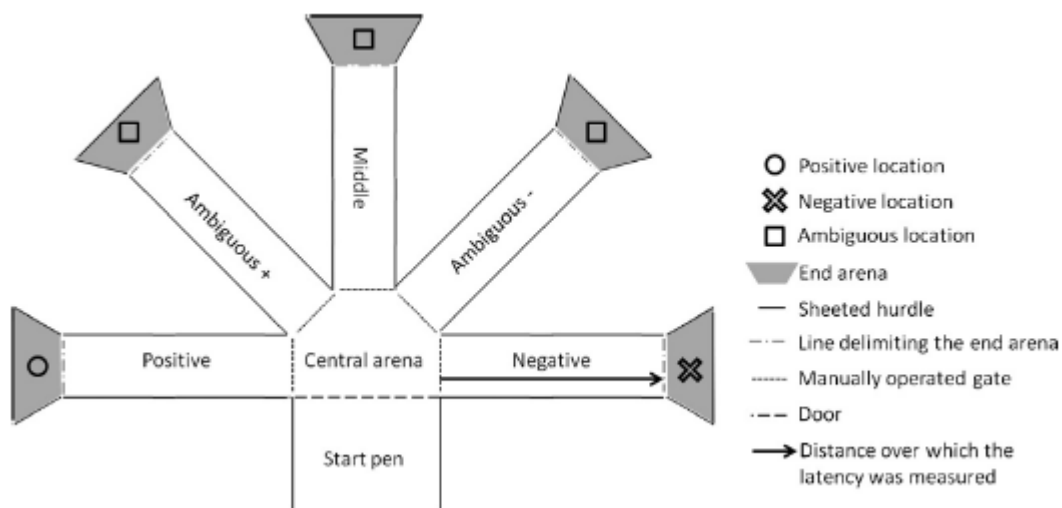 Middle
Ambiguous +
Ambiguous -
Positive
Central arena
Negative
Start pen
Positive location
Negative location
Ambiguous location
End arena
Sheeted hurdle
Line delimiting the end arena
Manually operated gate
Door
Distance over which the
latency was measured